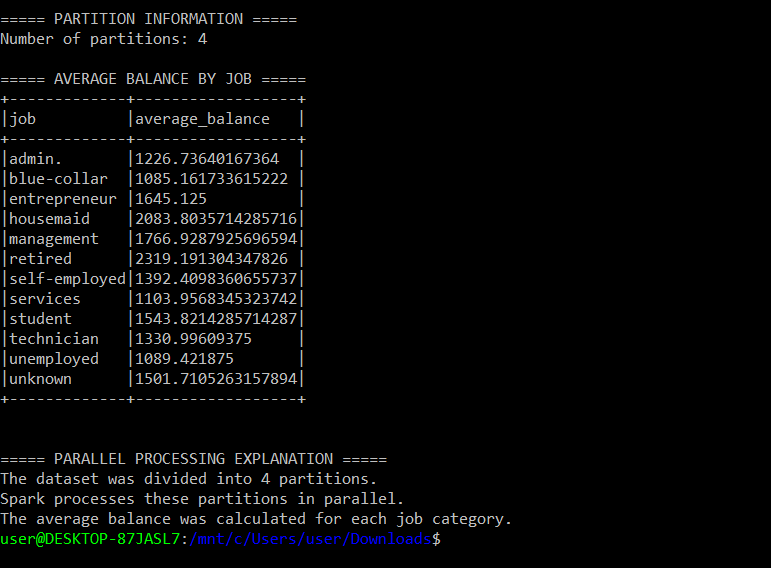 ===== PARTITION INFORMATION =====
Number of partitions: 4
===== AVERAGE BALANCE BY JOB =====
+-------------+------------------+
|job          |average_balance   |
+-------------+------------------+
|admin.       |1226.73640167364  |
|blue-collar  |1085.161733615222 |
|entrepreneur |1645.125          |
|housemaid    |2083.8035714285716|
|management   |1766.9287925696594|
|retired      |2319.191304347826 |
|self-employed|1392.4098360655737|
|services     |1103.9568345323742|
|student      |1543.8214285714287|
|technician   |1330.99609375     |
|unemployed   |1089.421875       |
|unknown      |1501.7105263157894|
+-------------+------------------+
===== PARALLEL PROCESSING EXPLANATION =====
The dataset was divided into 4 partitions.
Spark processes these partitions in parallel.
The average balance was calculated for each job category.
user@DESKTOP-87JASL7:/mnt/c/Users/user/Downloads$